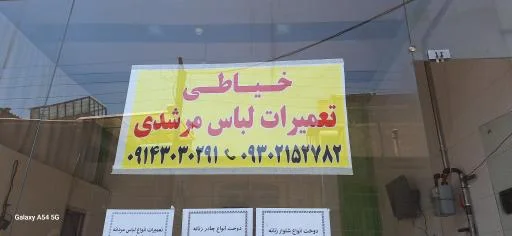 خیاطی
تعمیرات لباس مرشدی
۰۹۳۰۲۱۵۲۷۸۲ ۰۹۱۴۳۰۳۰۲۹۱
دوخت انواع شلوار زنانه
دوخت انواع چادر زنانه
تعمیرات انواع لباس مردانه
Galaxy A54 5G